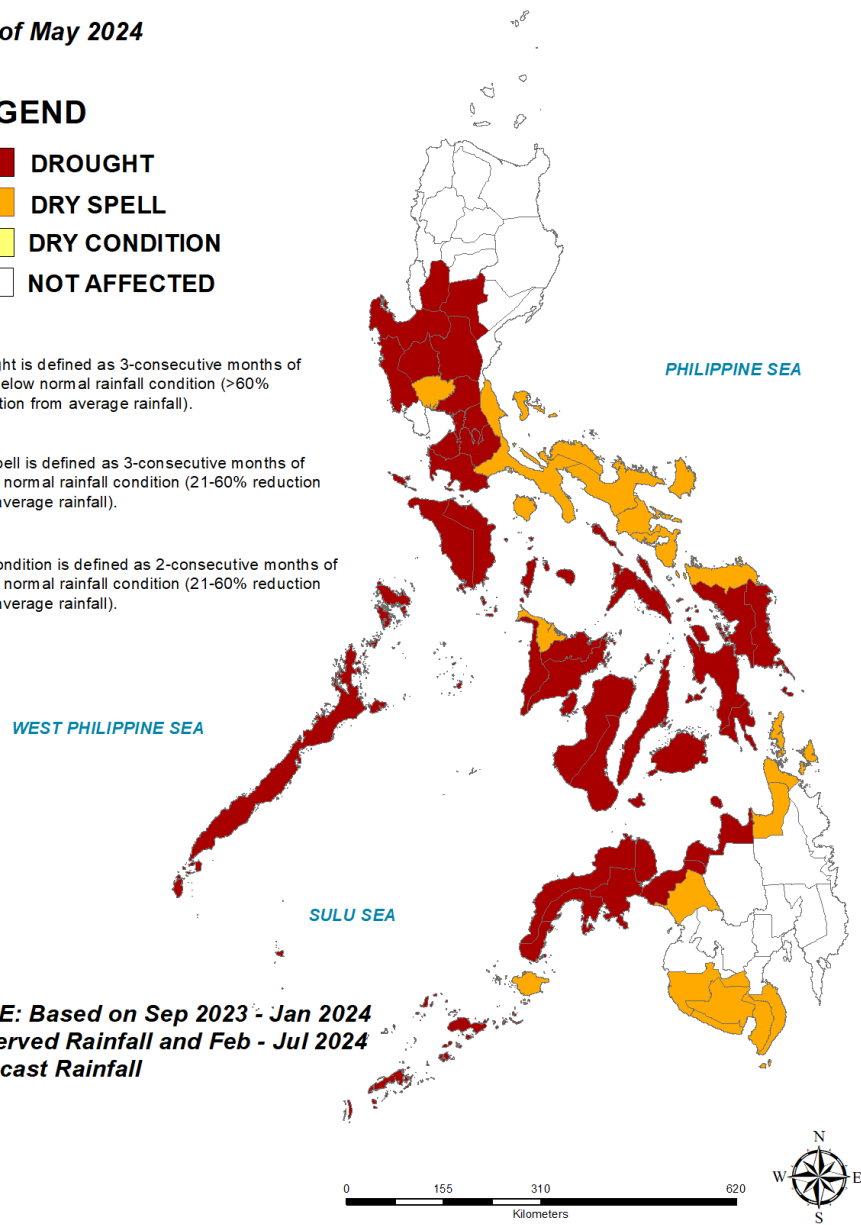 of May 2024
GEND
DROUGHT
DRY SPELL
DRY CONDITION
NOT AFFECTED
ght is defined as 3-consecutive months of
below normal rainfall condition (>60%
tion from average rainfall).
pell is defined as 3-consecutive months of
normal rainfall condition (21-60% reduction
average rainfall).
ondition is defined as 2-consecutive months of
normal rainfall condition (21-60% reduction
average rainfall).
PHILIPPINE SEA
WEST PHILIPPINE SEA
SULU SEA
E: Based on Sep 2023 - Jan 2024
erved Rainfall and Feb - Jul 2024
cast Rainfall
0 155 310 620
Kilometers
N
W E
S